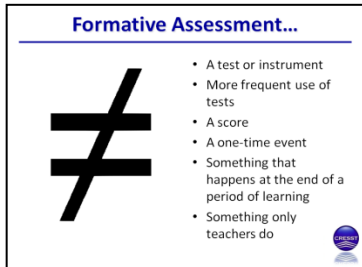 Formative Assessment…
≠
• A test or instrument
• More frequent use of
tests
• A score
• A one-time event
• Something that
happens at the end of a
period of learning
• Something only
teachers do
CRESST